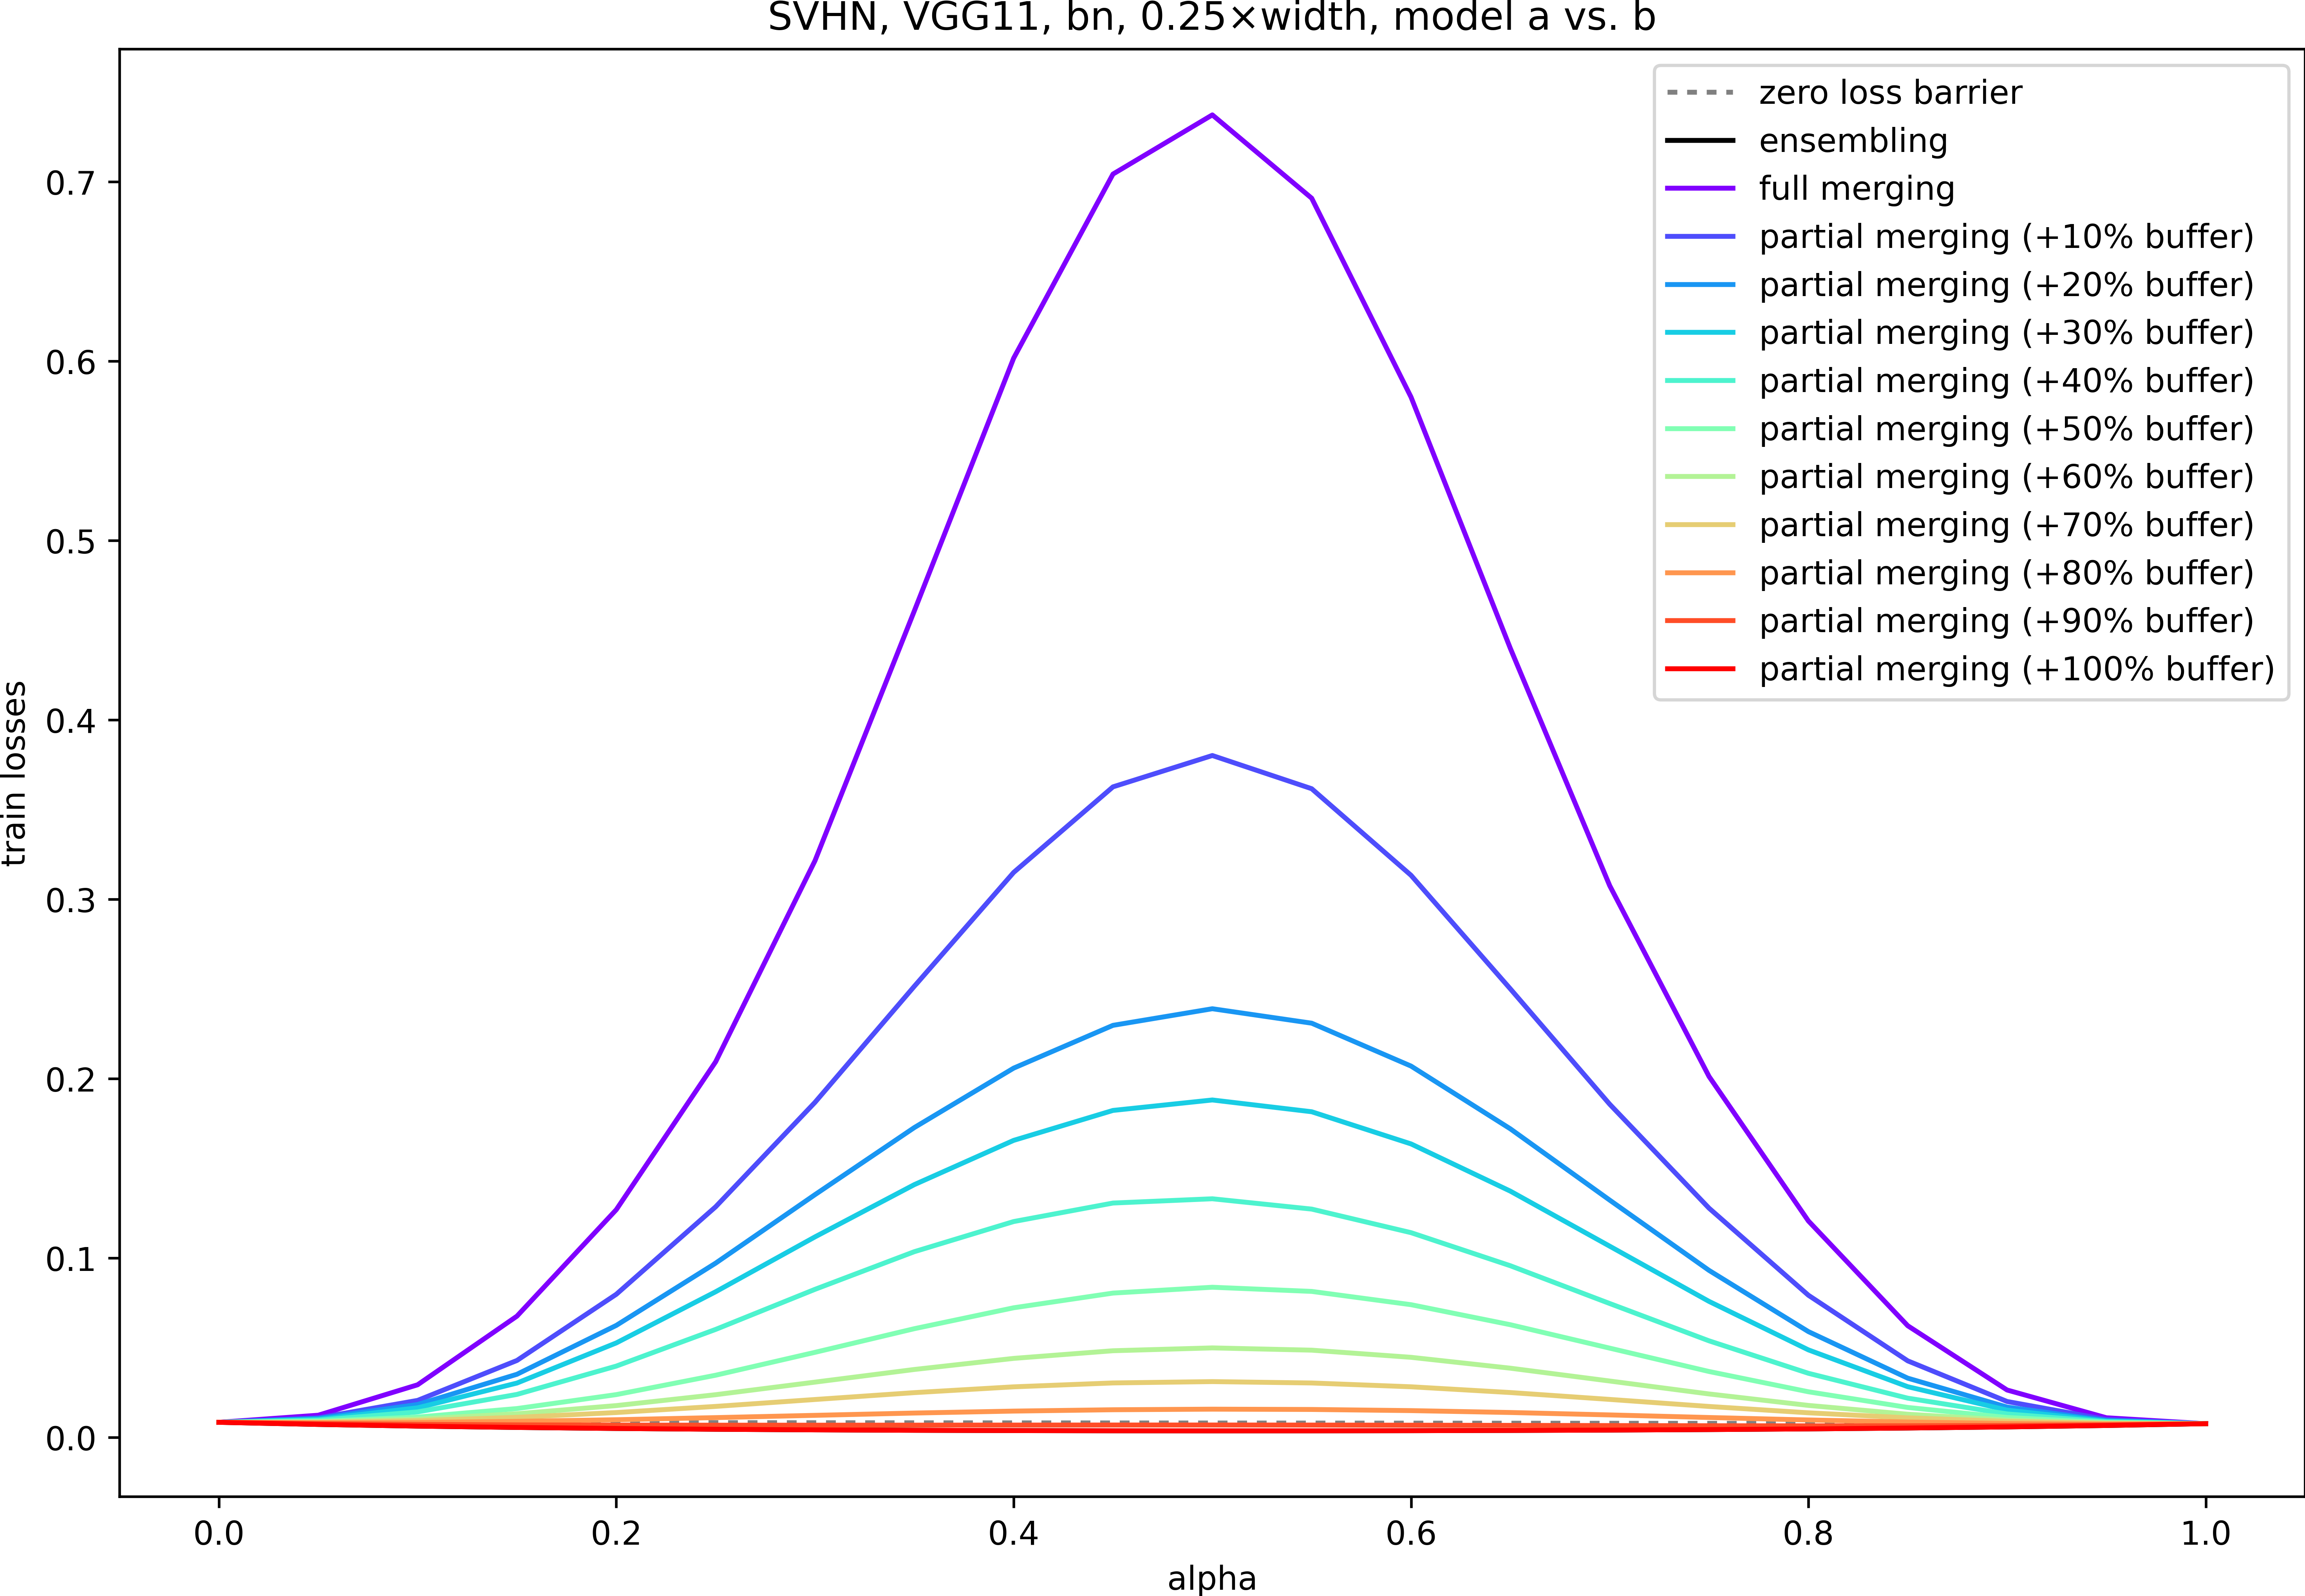 SVHN, VGG11, bn, 0.25×width, model a vs. b
zero loss barrier
ensembling
full merging
partial merging (+10% buffer)
partial merging (+20% buffer)
partial merging (+30% buffer)
partial merging (+40% buffer)
partial merging (+50% buffer)
partial merging (+60% buffer)
partial merging (+70% buffer)
partial merging (+80% buffer)
partial merging (+90% buffer)
partial merging (+100% buffer)
train losses
0.7
0.6
0.5
0.4
0.3
0.2
0.1
0.0
0.0 0.2 0.4 0.6 0.8 1.0
alpha